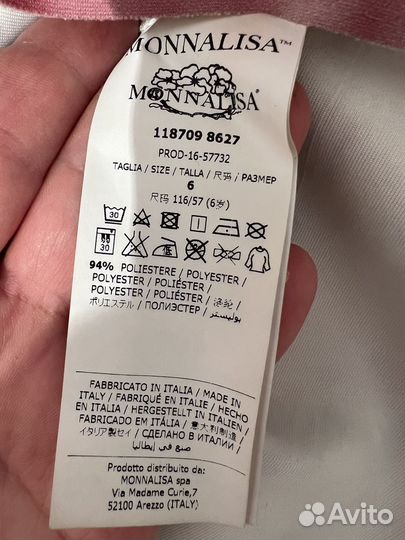 MONNALISA™
MONNALISA®
118709 8627
PROD-16-57732
TAGLIA / SIZE / TALLA / 尺码 / РАЗМЕР
6
尺码 116/57 (6岁)
30
30
94% POLIESTERE / POLYESTER /
POLYESTER / POLIÉSTER /
POLYESTER / POLIÉSTER / 涤纶 /
ポリエステル / ПОЛИЭСТЕР / بوليستر
FABBRICATO IN ITALIA / MADE IN
ITALY / FABRIQUÉ EN ITALIE / HECHO
EN ITALIA / HERGESTELLT IN ITALIEN /
FABRICADO EM ITÁLIA / 意大利制造 /
イタリア製セイ / СДЕЛАНО В ИТАЛИИ /
صنع في إيطاليا
Prodotto distribuito da:
MONNALISA spa
Via Madame Curie,7
52100 Arezzo (ITALY)
Avito